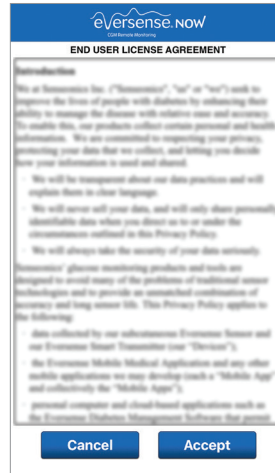 eversense. NOW
CGM Remote Monitoring
END USER LICENSE AGREEMENT
Introduction
We at Senseonics Inc. ("Senseonics", "us" or "we") seek to
improve the lives of people with diabetes by enhancing their
ability to manage the disease with relative ease and accuracy.
To enable this, our products collect certain personal and health
information. We are committed to respecting your privacy,
protecting your data that we collect, and letting you decide
how your information is used and shared.
We will be transparent about our data practices and will
explain them in clear language.
We will never sell your data, and will only share personally
identifiable data when you direct us to or under the
circumstances outlined in this Privacy Policy.
We will always take the security of your data seriously.
Senseonics' glucose monitoring products and tools are
designed to avoid many of the problems of traditional sensor
technologies and to provide an unmatched combination of
accuracy and long sensor life. This Privacy Policy applies to
the following:
data collected by our subcutaneous Eversense Sensor and
our Eversense Smart Transmitter (our "Devices"),
the Eversense Mobile Medical Application and any other
mobile applications we may develop (each a "Mobile App"
and collectively the "Mobile Apps")
personal computer and cloud-based applications such as
the Eversense Diabetes Management Software that permit
Cancel
Accept